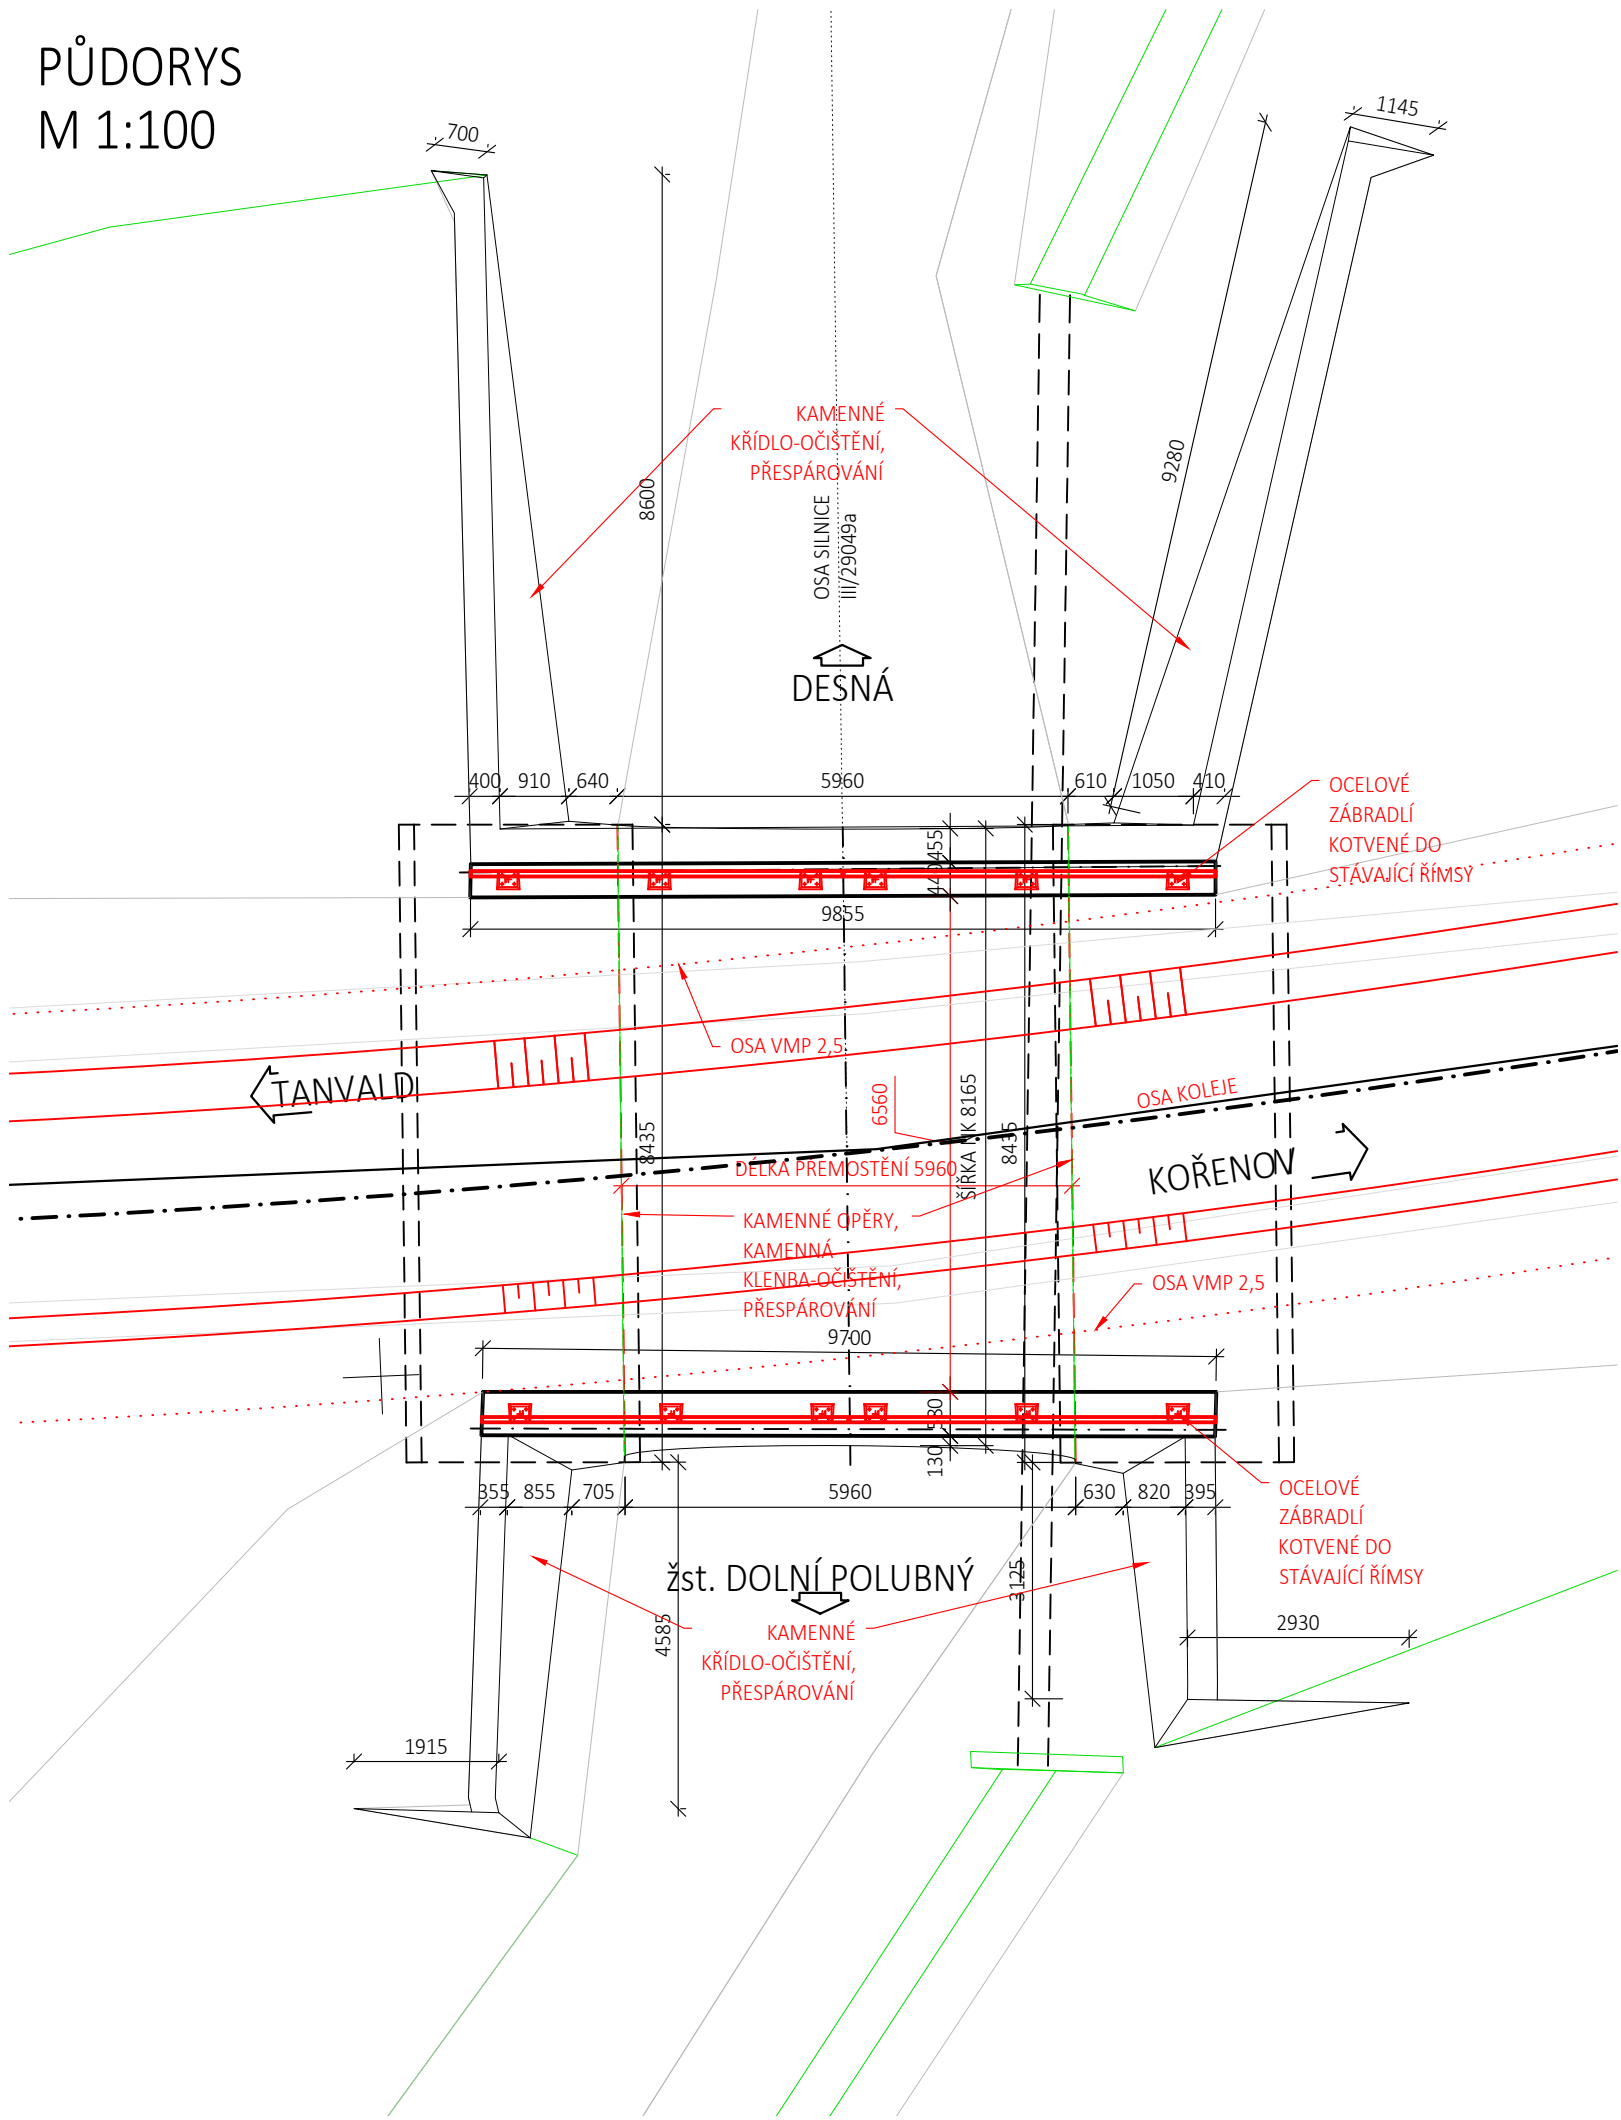 PŮDORYS
M 1:100
700
1145
8600
9280
KAMENNÉ
KŘÍDLO-OČIŠTĚNÍ,
PŘESPÁROVÁNÍ
OSA SILNICE
III/29049a
DESNÁ
400
910
640
5960
610
1050
410
OCELOVÉ
ZÁBRADLÍ
KOTVENÉ DO
STÁVAJÍCÍ ŘÍMSY
455
440
9855
OSA VMP 2,5
TANVALD
6560
OSA KOLEJE
8435
ŠÍŘKA NK 8165
8435
KOŘENOV
DÉLKA PŘEMOSTĚNÍ 5960
KAMENNÉ OPĚRY,
KAMENNÁ
KLENBA-OČIŠTĚNÍ,
PŘESPÁROVÁNÍ
OSA VMP 2,5
9700
580
130
355
855
705
5960
630
820
395
OCELOVÉ
ZÁBRADLÍ
KOTVENÉ DO
STÁVAJÍCÍ ŘÍMSY
žst. DOLNÍ POLUBNÝ
3125
4585
KAMENNÉ
KŘÍDLO-OČIŠTĚNÍ,
PŘESPÁROVÁNÍ
2930
1915